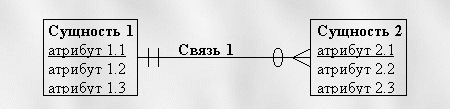 Сущность 1
атрибут 1.1
атрибут 1.2
атрибут 1.3
Связь 1
Сущность 2
атрибут 2.1
атрибут 2.2
атрибут 2.3